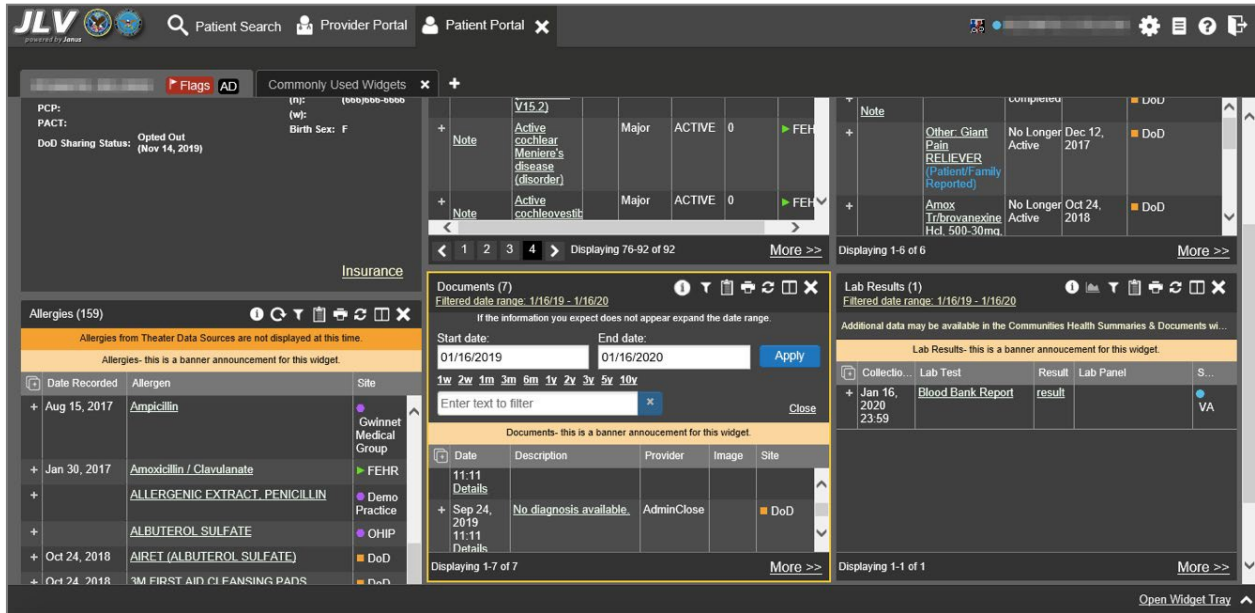 JLV
powered by Janus
Patient Search
Provider Portal
Patient Portal
Flags AD
Commonly Used Widgets
PCP:
PACT:
DoD Sharing Status: Opted Out
(Nov 14, 2019)
(h): (666)666-6666
(w):
Birth Sex: F
Insurance
V15.2)
+ Note Active cochlear Meniere's disease (disorder) Major ACTIVE 0 FEH
+ Note Active cochleovestib Major ACTIVE 0 FEH
1 2 3 4 Displaying 76-92 of 92 More >>
Note completed DoD
+ Other: Giant Pain RELIEVER (Patient/Family Reported) No Longer Active Dec 12, 2017 DoD
+ Amox Tr/brovanexine Hcl, 500-30mg, No Longer Active Oct 24, 2018 DoD
Displaying 1-6 of 6 More >>
Allergies (159)
Allergies from Theater Data Sources are not displayed at this time.
Allergies- this is a banner announcement for this widget.
Date Recorded Allergen Site
+ Aug 15, 2017 Ampicillin Gwinnet Medical Group
+ Jan 30, 2017 Amoxicillin / Clavulanate FEHR
+ ALLERGENIC EXTRACT, PENICILLIN Demo Practice
+ ALBUTEROL SULFATE OHIP
+ Oct 24, 2018 AIRET (ALBUTEROL SULFATE) DoD
+ Oct 24, 2018 3M FIRST AID CLEANSING PADS DoD
Documents (7)
Filtered date range: 1/16/19 - 1/16/20
If the information you expect does not appear expand the date range.
Start date: End date:
01/16/2019 01/16/2020 Apply
1w 2w 1m 3m 6m 1y 2y 3y 5y 10y
Enter text to filter × Close
Documents- this is a banner annoucement for this widget.
Date Description Provider Image Site
11:11
Details
+ Sep 24, 2019 11:11 Details No diagnosis available. AdminClose DoD
Displaying 1-7 of 7 More >>
Lab Results (1)
Filtered date range: 1/16/19 - 1/16/20
Additional data may be available in the Communities Health Summaries & Documents wi...
Lab Results- this is a banner annoucement for this widget.
Collectio... Lab Test Result Lab Panel S...
+ Jan 16, 2020 23:59 Blood Bank Report result VA
Displaying 1-1 of 1 More >>
Open Widget Tray